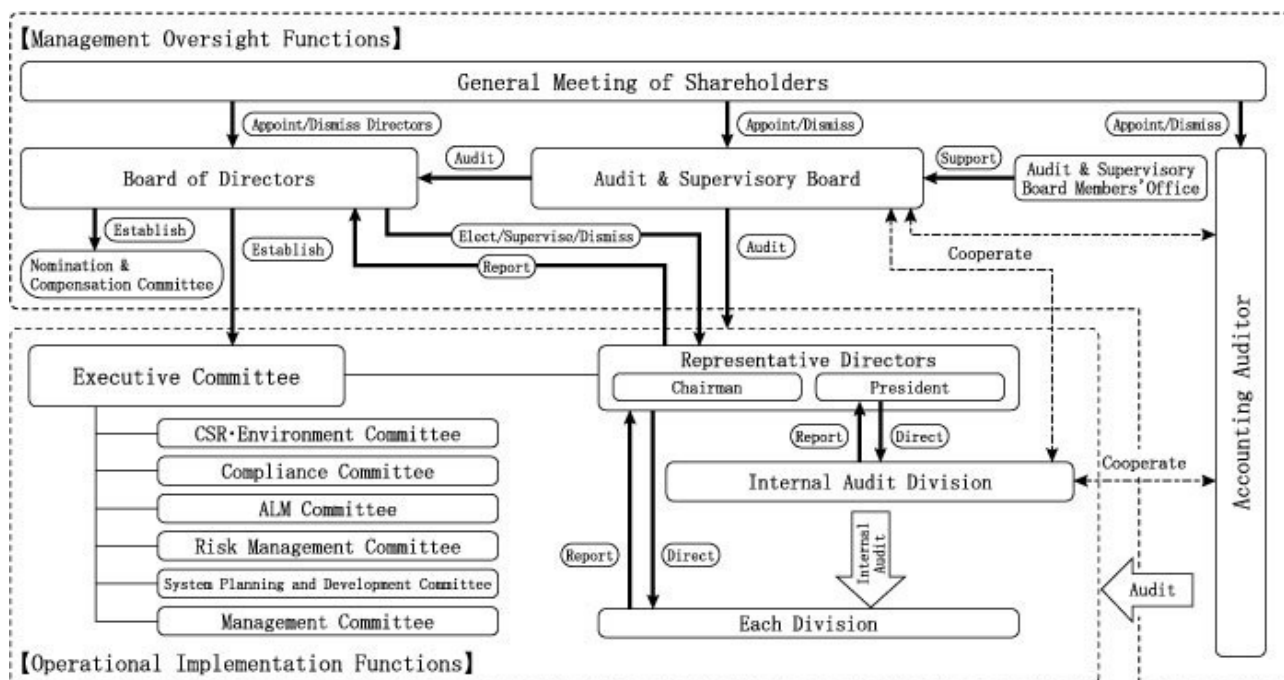 【Management Oversight Functions】
General Meeting of Shareholders
Appoint/Dismiss Directors
Appoint/Dismiss
Appoint/Dismiss
Board of Directors
Audit
Audit & Supervisory Board
Support
Audit & Supervisory
Board Members' Office
Establish
Establish
Elect/Supervise/Dismiss
Report
Audit
Cooperate
Nomination &
Compensation Committee
Accounting Auditor
Executive Committee
Representative Directors
Chairman
President
CSR・Environment Committee
Compliance Committee
ALM Committee
Risk Management Committee
System Planning and Development Committee
Management Committee
Report
Direct
Internal Audit Division
Cooperate
Report
Direct
Internal
Audit
Audit
Each Division
【Operational Implementation Functions】